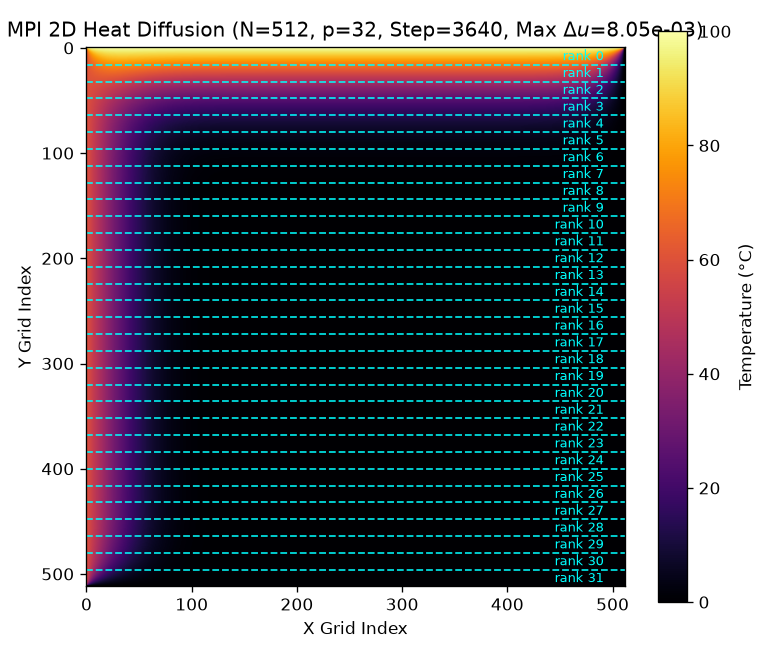 MPI 2D Heat Diffusion (N=512, p=32, Step=3640, Max Δu=8.05e-03)
0
100
200
300
400
500
Y Grid Index
rank 0
rank 1
rank 2
rank 3
rank 4
rank 5
rank 6
rank 7
rank 8
rank 9
rank 10
rank 11
rank 12
rank 13
rank 14
rank 15
rank 16
rank 17
rank 18
rank 19
rank 20
rank 21
rank 22
rank 23
rank 24
rank 25
rank 26
rank 27
rank 28
rank 29
rank 30
rank 31
0 100 200 300 400 500
X Grid Index
100
80
60
40
20
0
Temperature (°C)